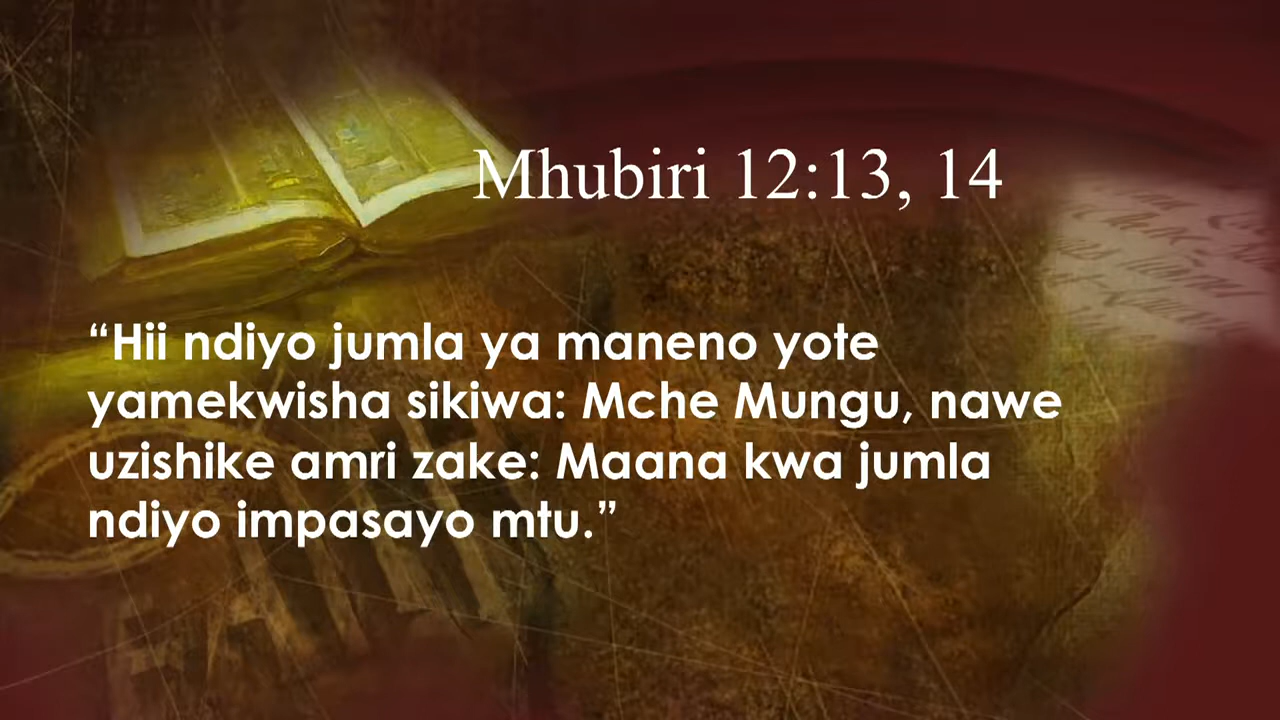 Mhubiri 12:13, 14
“Hii ndiyo jumla ya maneno yote
yamekwisha sikiwa: Mche Mungu, nawe
uzishike amri zake: Maana kwa jumla
ndiyo impasayo mtu.”